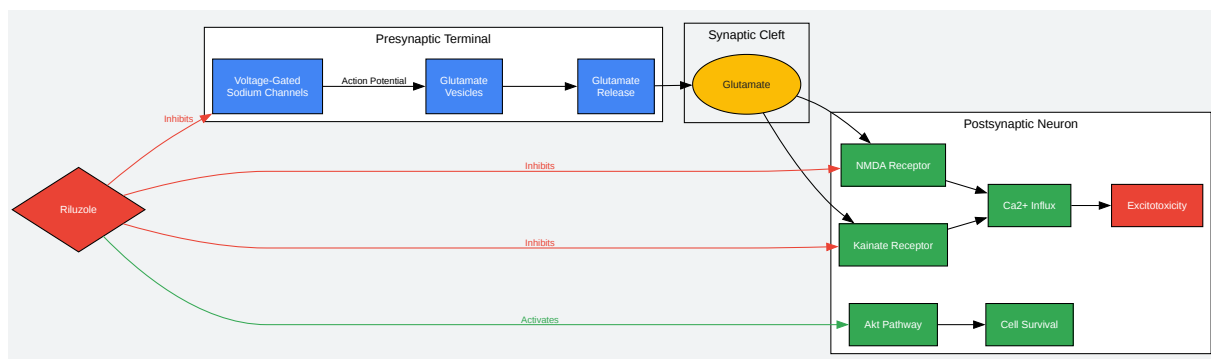 Presynaptic Terminal
Synaptic Cleft
Voltage-Gated
Sodium Channels
Action Potential
Glutamate
Vesicles
Glutamate
Release
Glutamate
Inhibits
Postsynaptic Neuron
Inhibits
NMDA Receptor
Riluzole
Ca2+ Influx
Excitotoxicity
Inhibits
Kainate Receptor
Activates
Akt Pathway
Cell Survival